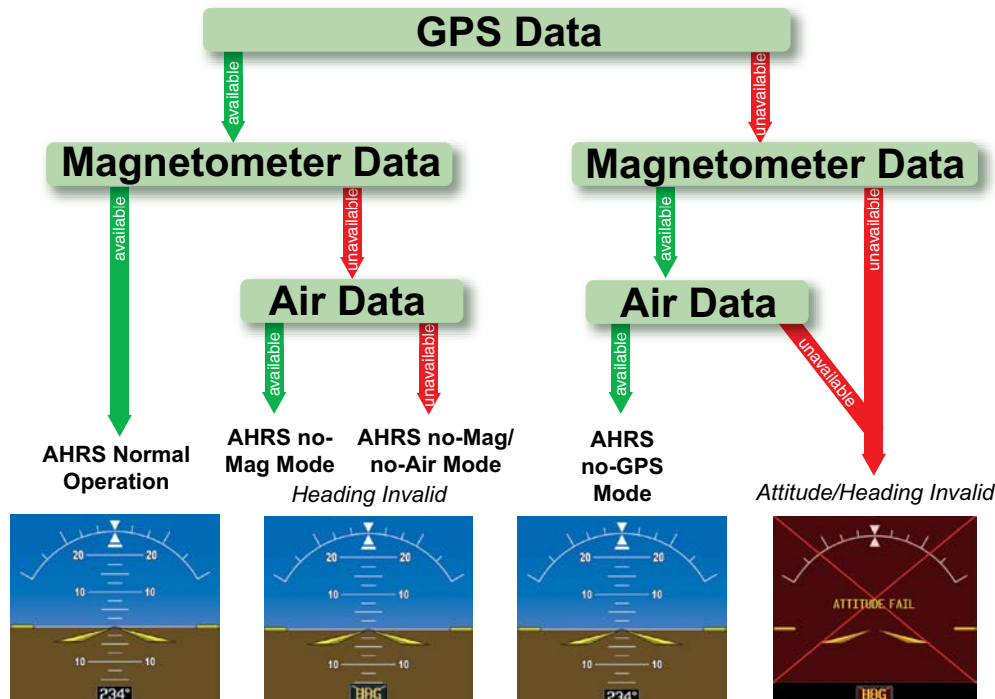 GPS Data
available
unavailable
Magnetometer Data
Magnetometer Data
available
unavailable
available
unavailable
Air Data
Air Data
available
unavailable
available
unavailable
AHRS Normal
Operation
AHRS no-
Mag Mode
AHRS no-Mag/
no-Air Mode
Heading Invalid
AHRS
no-GPS
Mode
Attitude/Heading Invalid
20 20
10 10
10 10
234°
20 20
10 10
10 10
HDG
20 20
10 10
10 10
234°
ATTITUDE FAIL
HDG